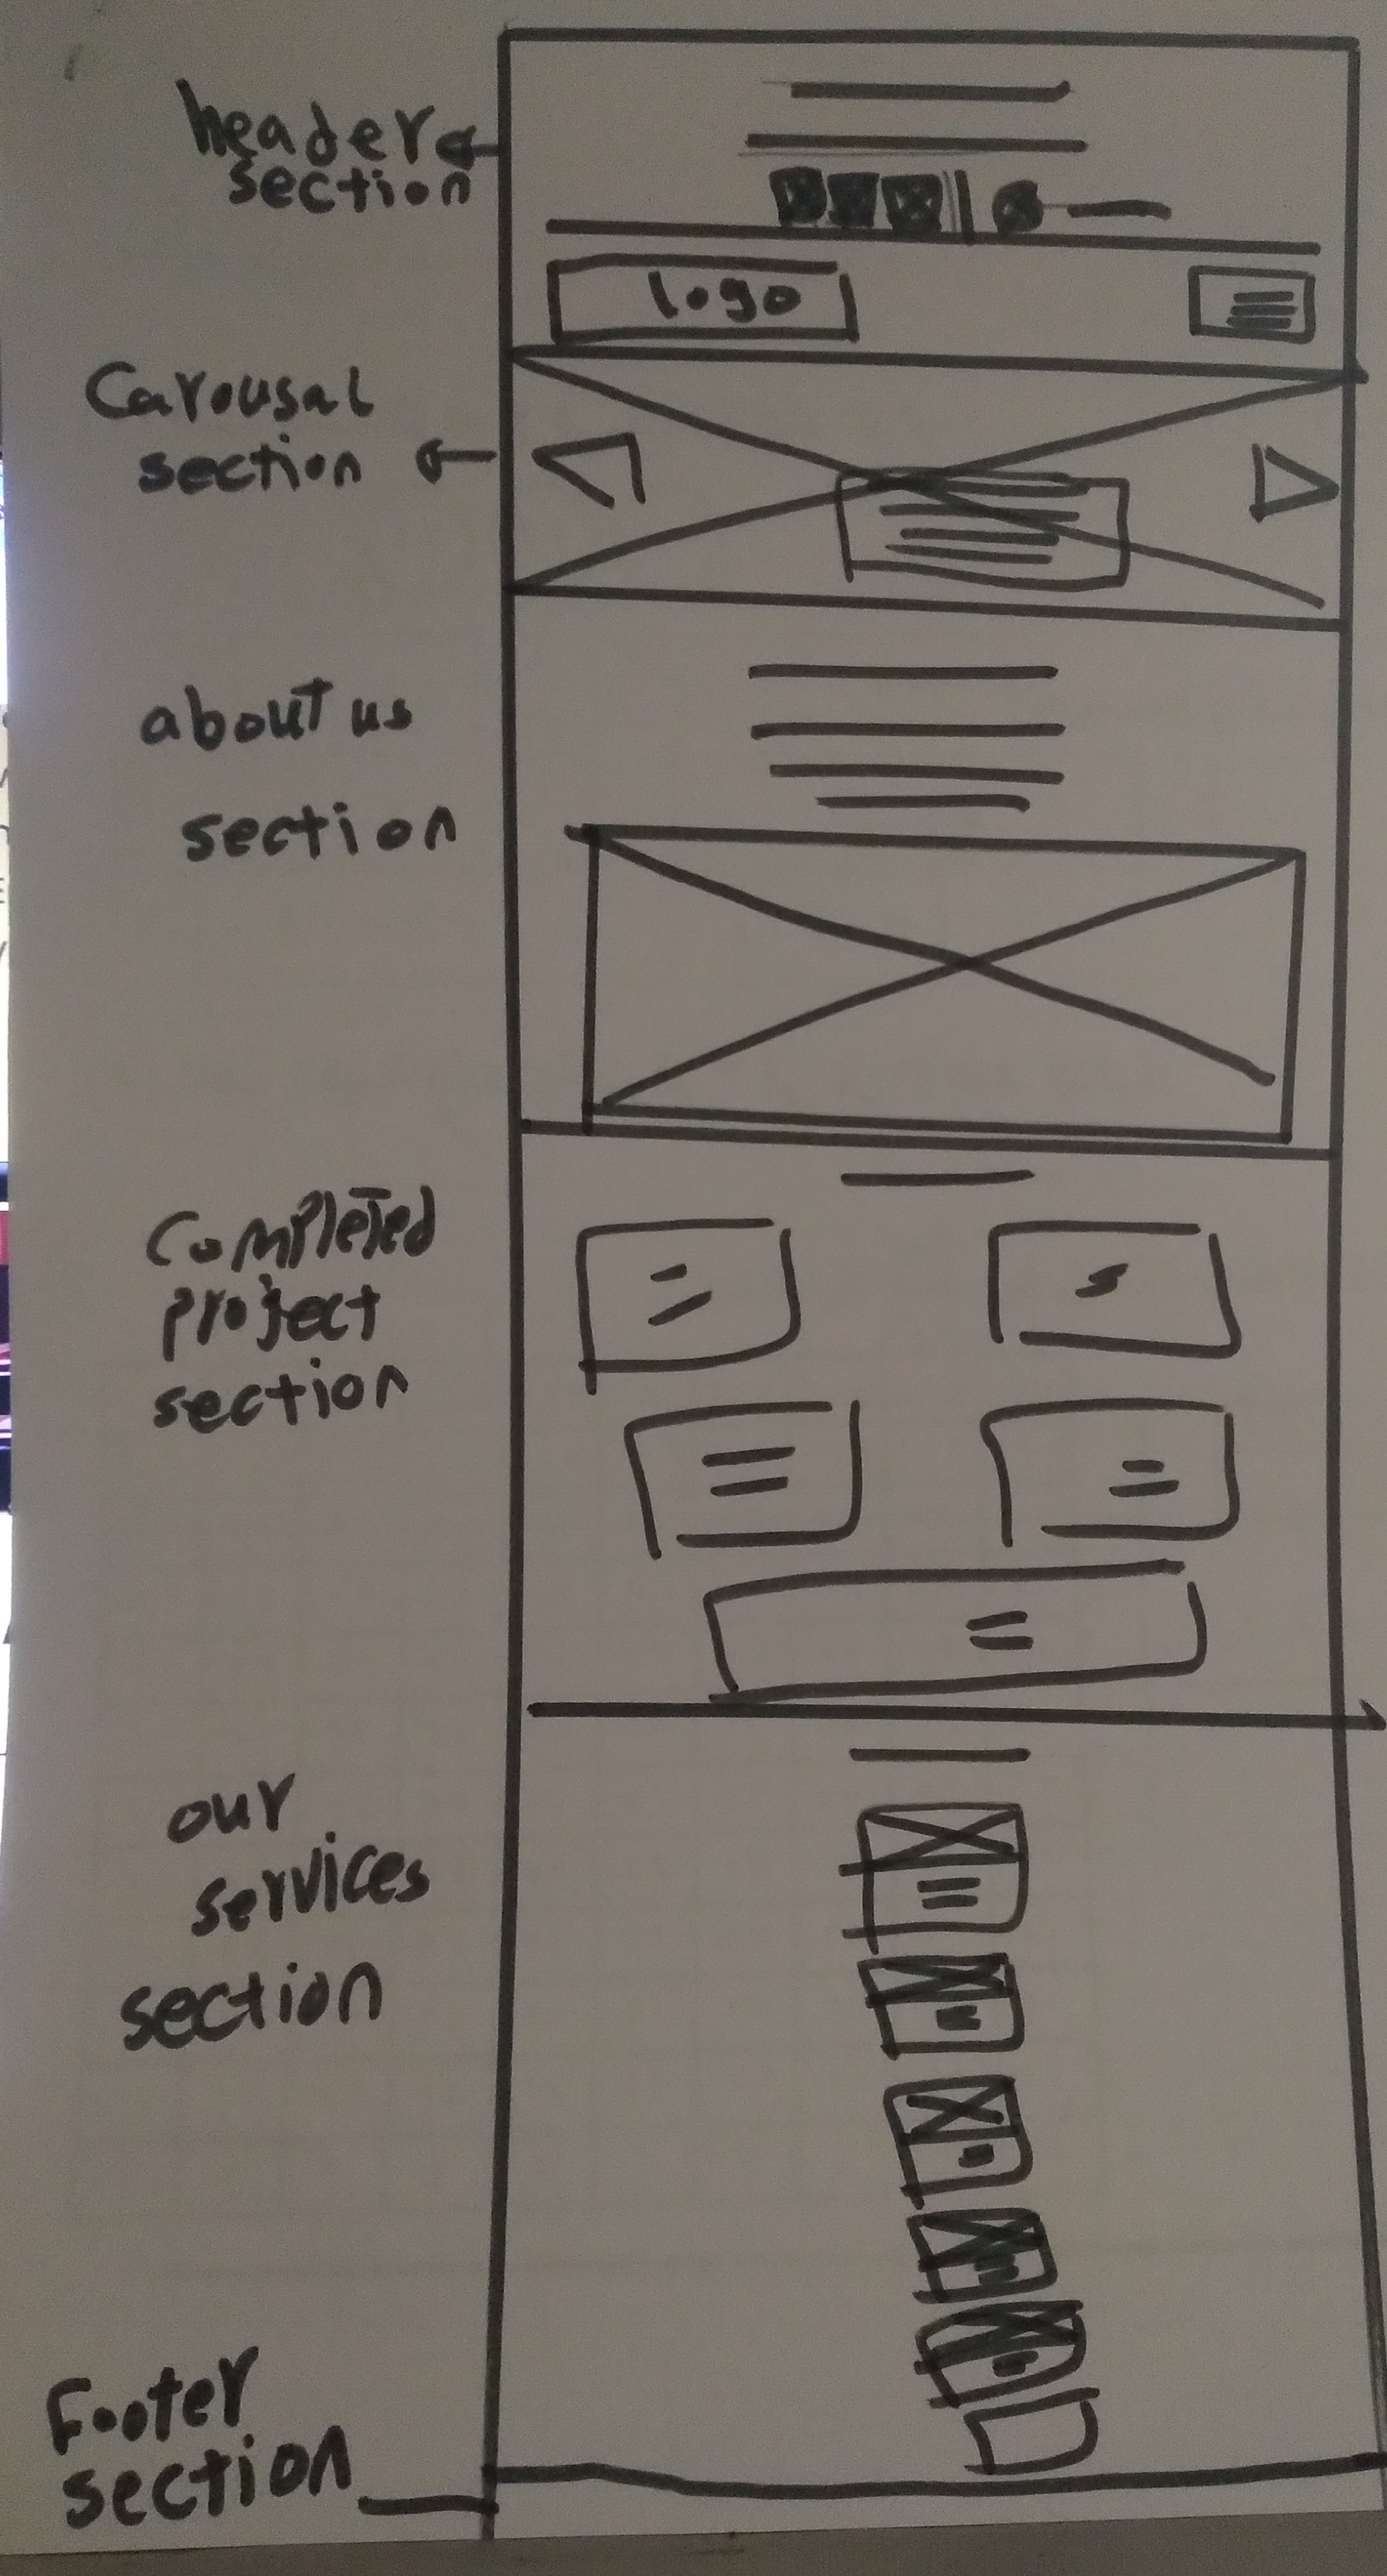 header
section
logo
Carousal
section
about us
section
Completed
project
section
our
services
section
Footer
section